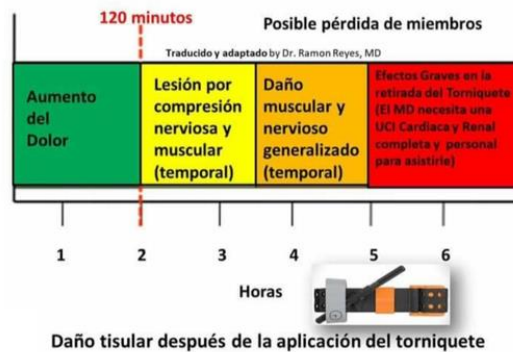 120 minutos
Posible pérdida de miembros
Traducido y adaptado by Dr. Ramon Reyes, MD
Aumento
del
Dolor
Lesión por
compresión
nerviosa y
muscular
(temporal)
Daño
muscular y
nervioso
generalizado
(temporal)
Efectos Graves en la
retirada del Torniquete
(El MD necesita una
UCI Cardiaca y Renal
completa y personal
para asistirle)
1 2 3 4 5 6
Horas
Daño tisular después de la aplicación del torniquete